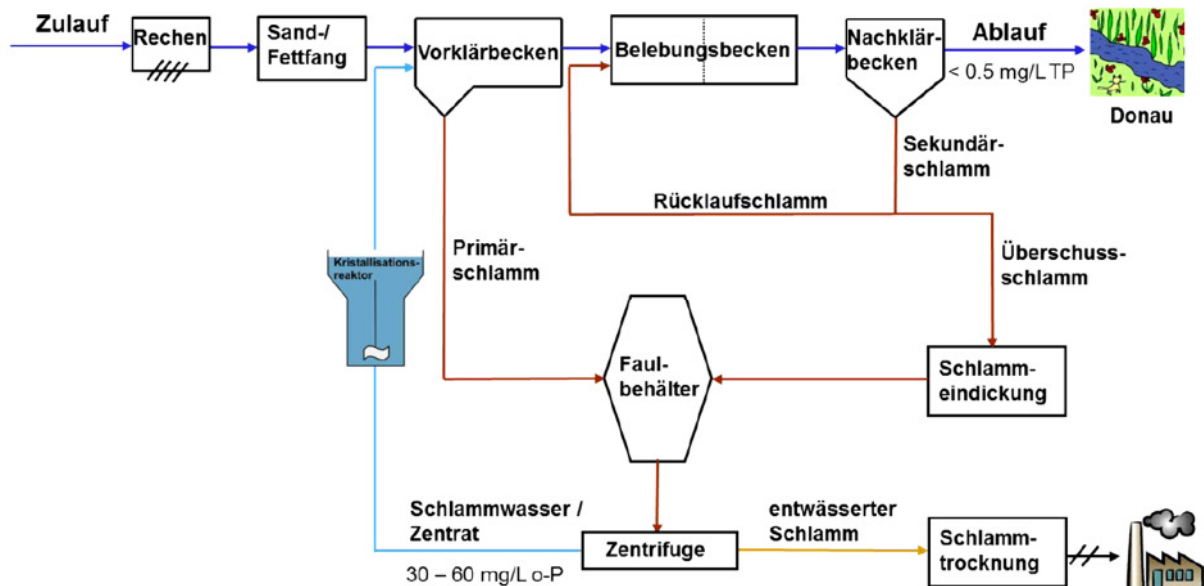 Zulauf
Rechen
Sand-/
Fettfang
Vorklärbecken
Belebungsbecken
Nachklär-
becken
Ablauf
< 0.5 mg/L TP
Donau
Sekundär-
schlamm
Rücklaufschlamm
Primär-
schlamm
Überschuss-
schlamm
Kristallisations-
reaktor
Faul-
behälter
Schlamm-
eindickung
Schlammwasser /
Zentrat
30 – 60 mg/L o-P
Zentrifuge
entwässerter
Schlamm
Schlamm-
trocknung